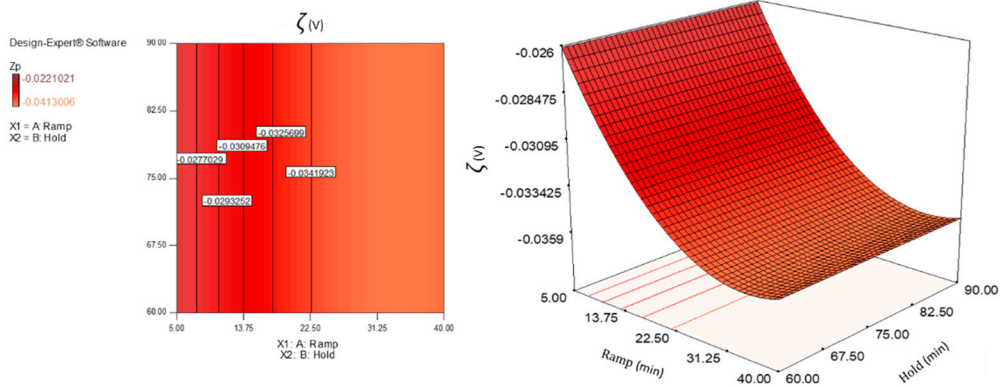 ζ(V)
Design-Expert® Software
Zp
-0.0221021
-0.0413006
X1 = A: Ramp
X2 = B: Hold
90.00
82.50
75.00
67.50
60.00
-0.0325699
-0.0309476
-0.0277029
-0.0341923
-0.0293252
5.00 13.75 22.50 31.25 40.00
X1: A: Ramp
X2: B: Hold
-0.026
-0.028475
-0.03095
-0.033425
-0.0359
ζ(V)
5.00
13.75
22.50
31.25
40.00
Ramp (min)
60.00
67.50
75.00
82.50
90.00
Hold (min)